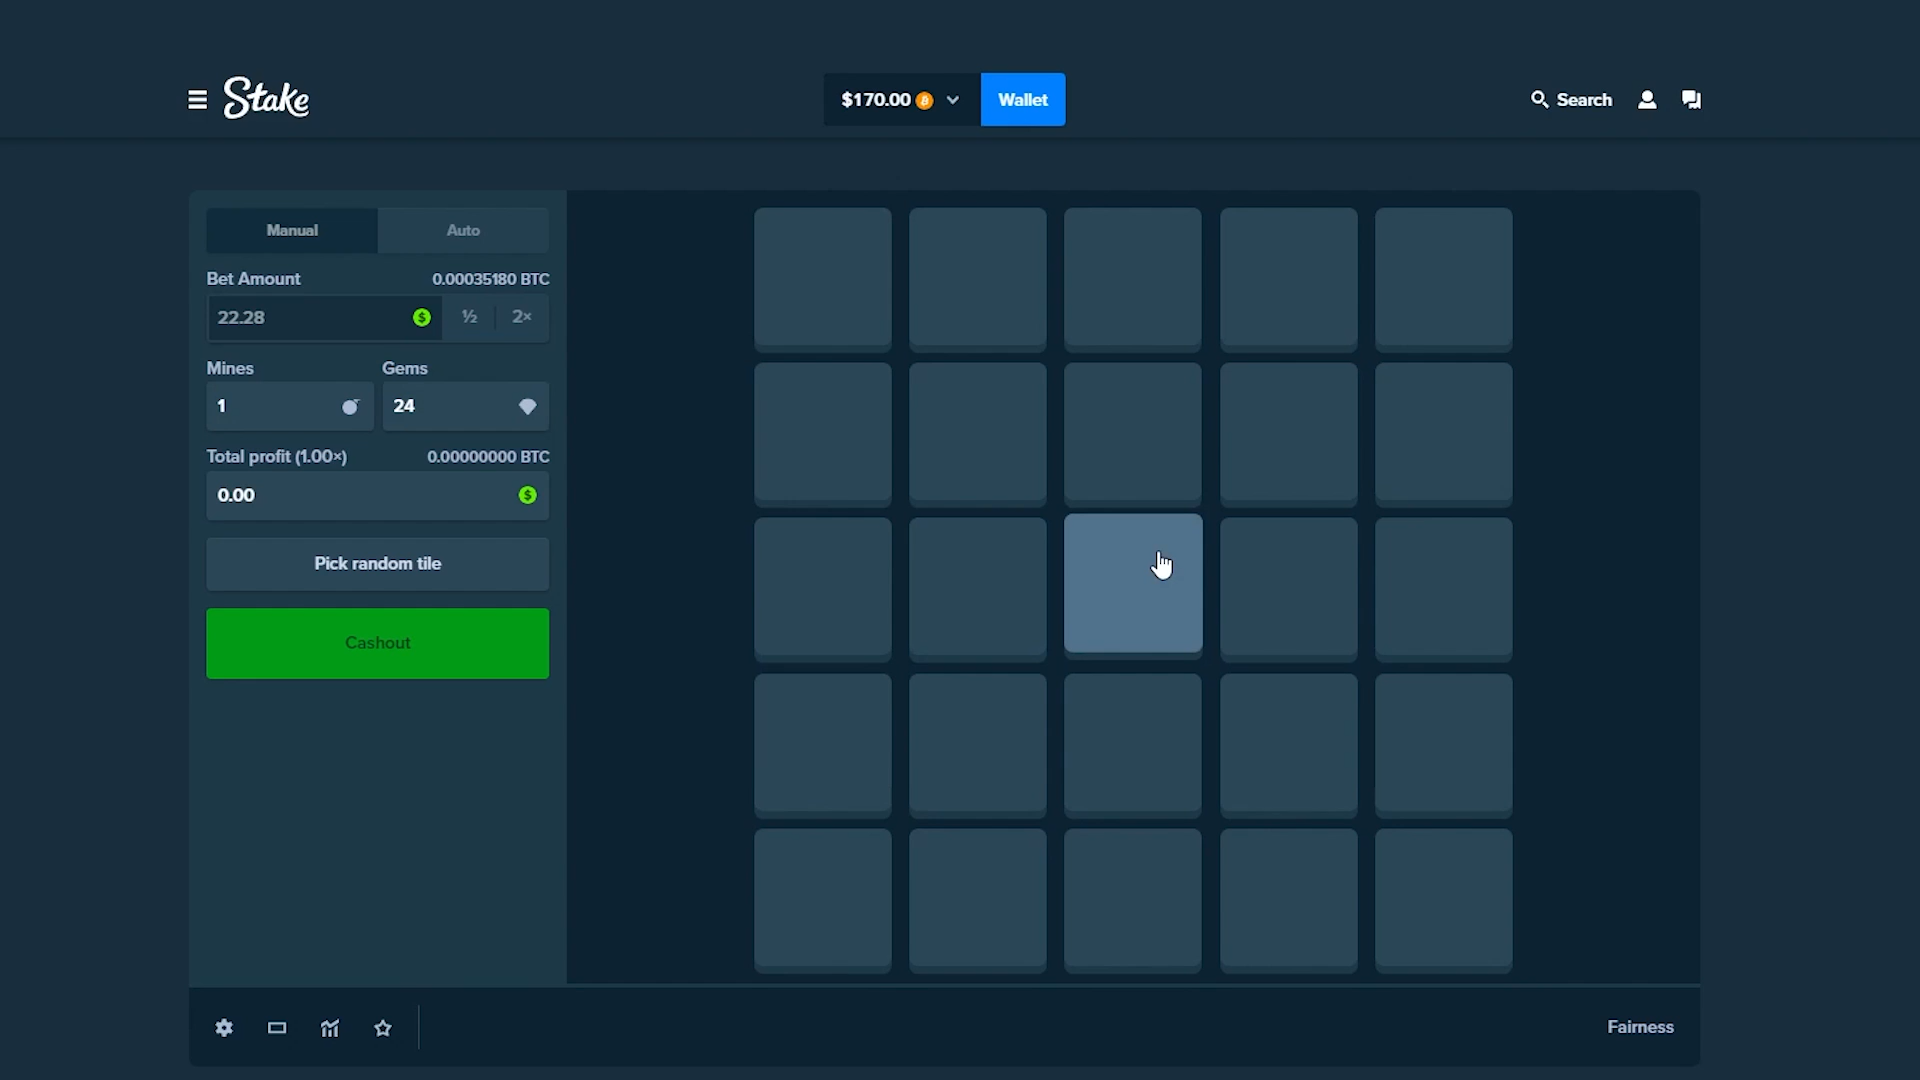 Stake
$170.00
Wallet
Search
Manual
Auto
Bet Amount
0.00035180 BTC
22.28
½
2×
Mines
Gems
1
24
Total profit (1.00×)
0.00000000 BTC
0.00
Pick random tile
Cashout
Fairness